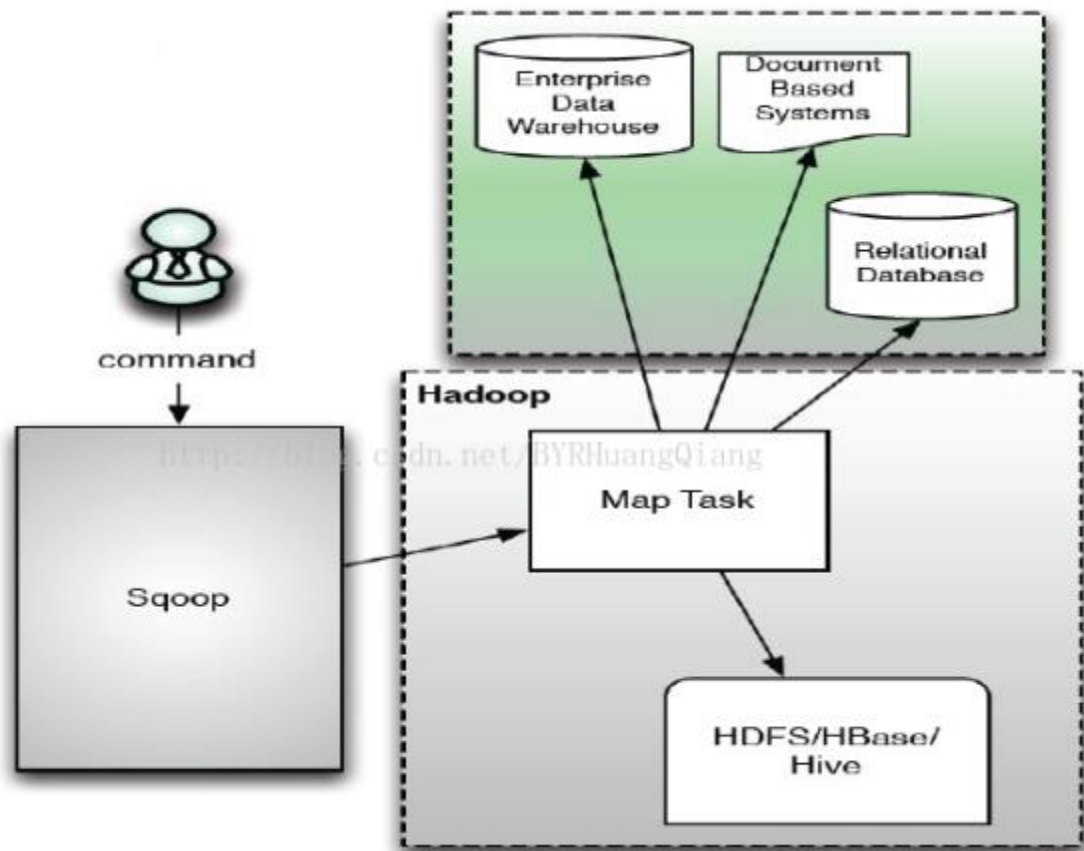 Enterprise
Data
Warehouse
Document
Based
Systems
Relational
Database
command
Hadoop
http://blog.csdn.net/BYRHuangQiang
Map Task
Sqoop
HDFS/HBase/
Hive